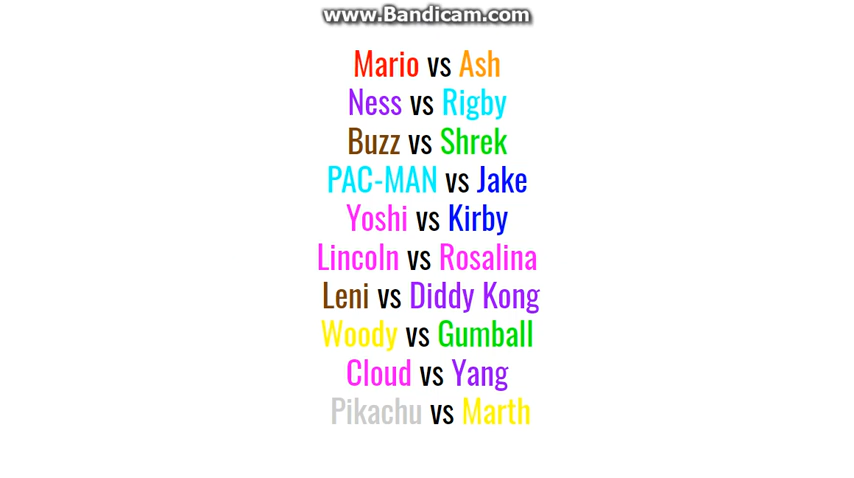 www.Bandicam.com
Mario vs Ash
Ness vs Rigby
Buzz vs Shrek
PAC-MAN vs Jake
Yoshi vs Kirby
Lincoln vs Rosalina
Leni vs Diddy Kong
Woody vs Gumball
Cloud vs Yang
Pikachu vs Marth